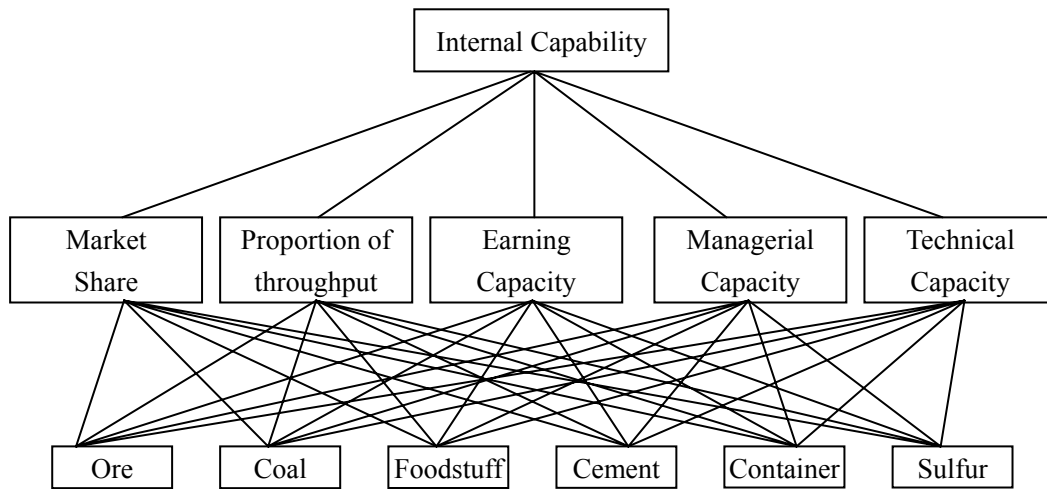 Internal Capability
Market
Share
Proportion of
throughput
Earning
Capacity
Managerial
Capacity
Technical
Capacity
Ore
Coal
Foodstuff
Cement
Container
Sulfur